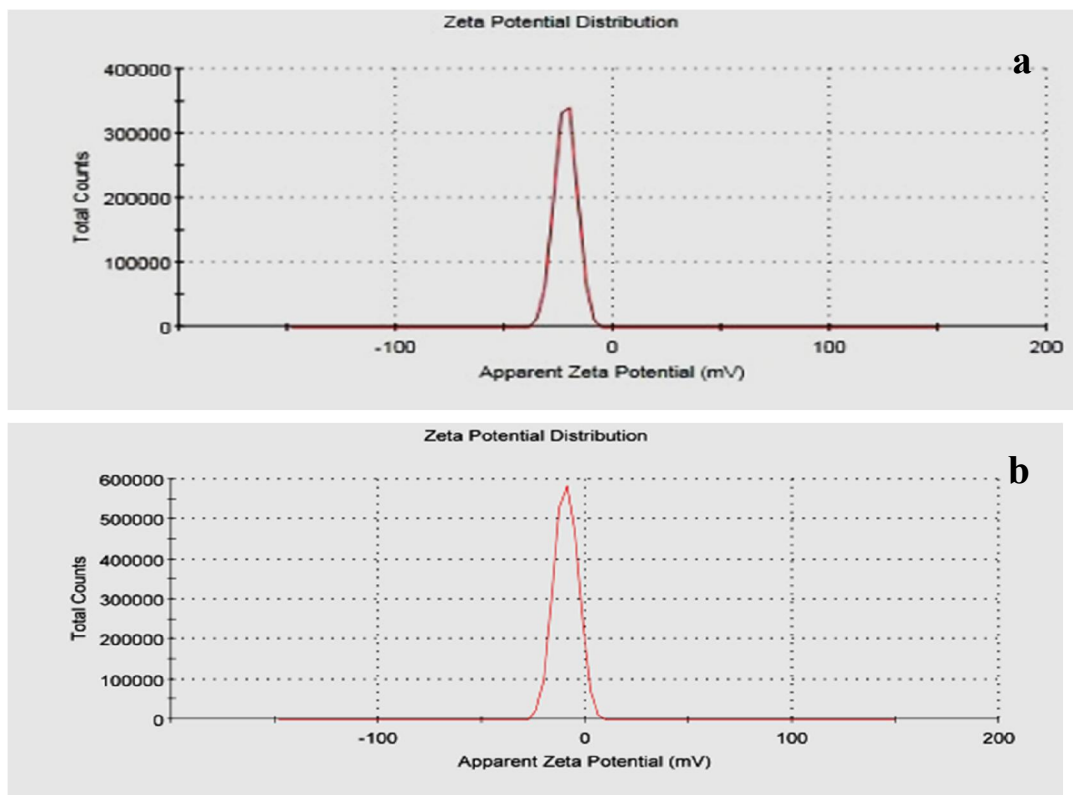 Zeta Potential Distribution
a
400000
300000
200000
100000
0
Total Counts
-100 0 100 200
Apparent Zeta Potential (mV)
Zeta Potential Distribution
b
600000
500000
400000
300000
200000
100000
0
Total Counts
-100 0 100 200
Apparent Zeta Potential (mV)